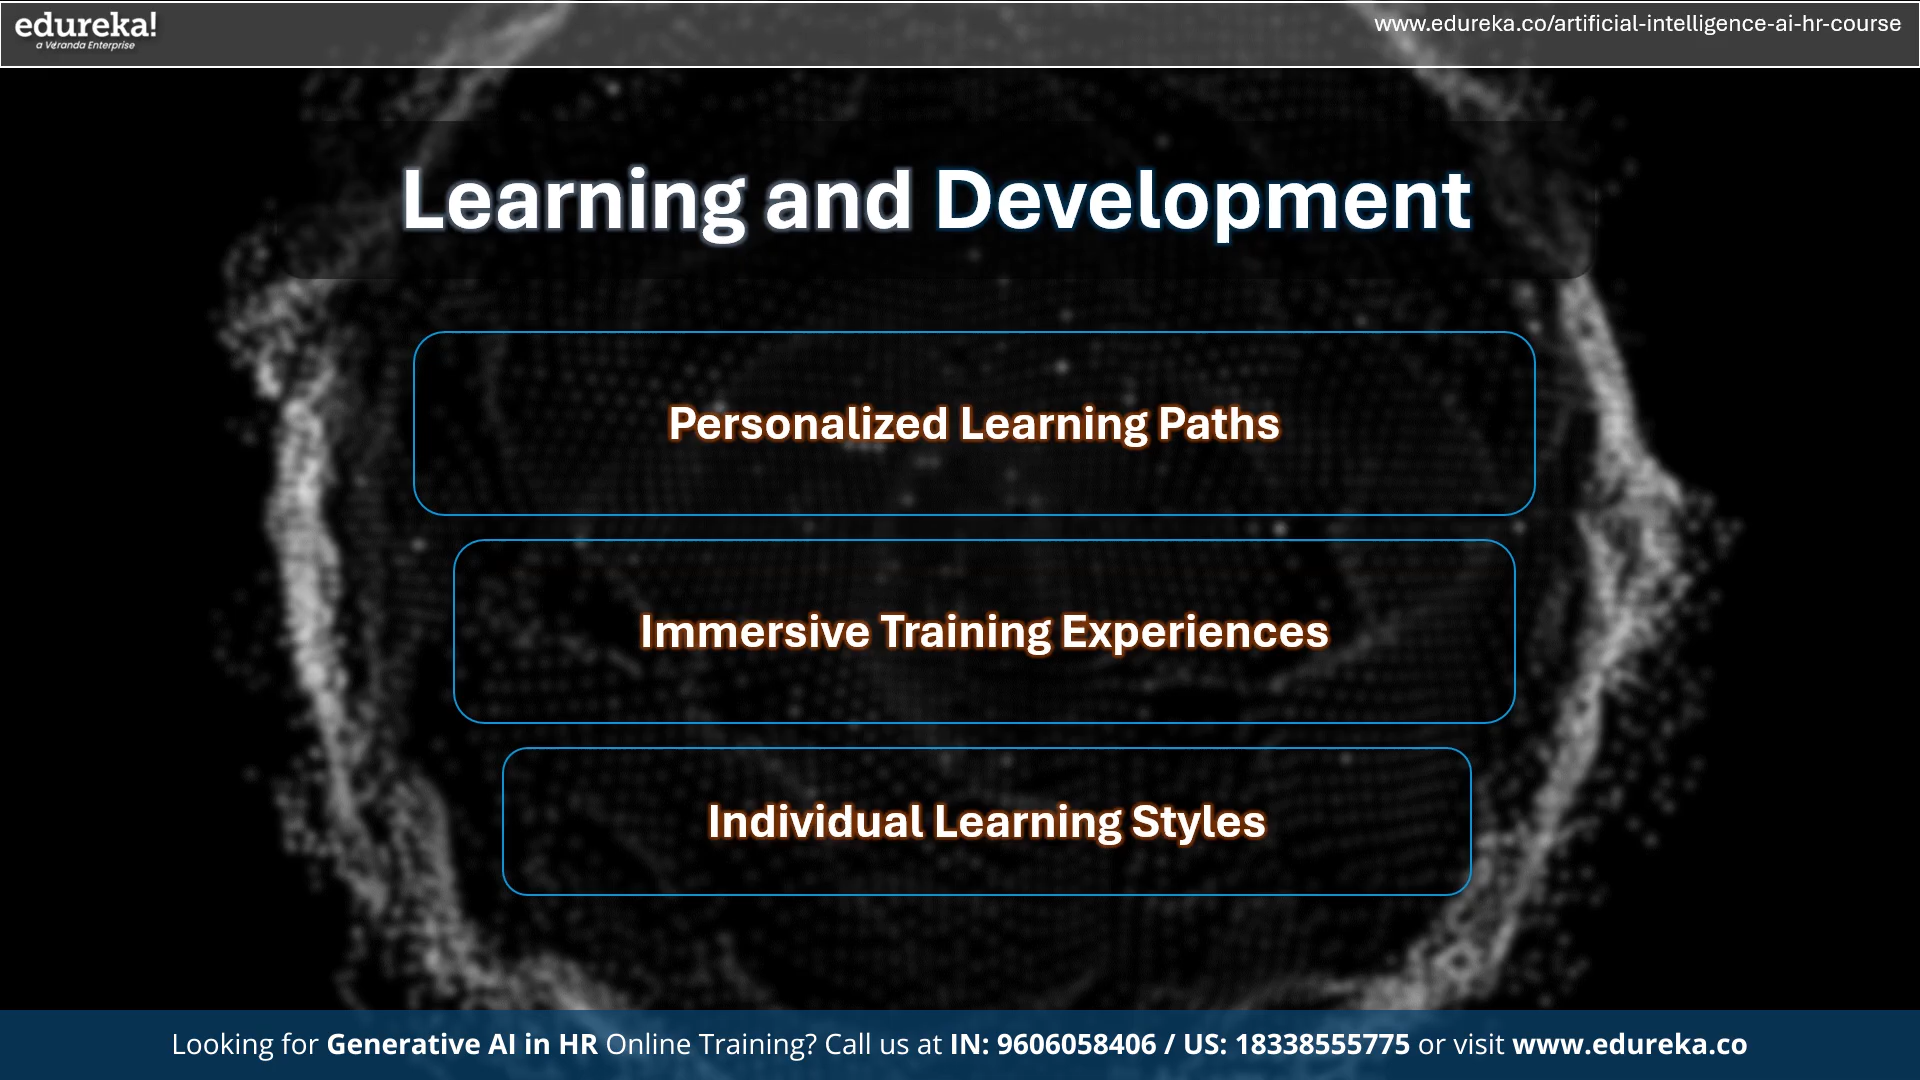 edureka!
a Veranda Enterprise
www.edureka.co/artificial-intelligence-ai-hr-course
Learning and Development
Personalized Learning Paths
Immersive Training Experiences
Individual Learning Styles
Looking for Generative AI in HR Online Training? Call us at IN: 9606058406 / US: 18338555775 or visit www.edureka.co